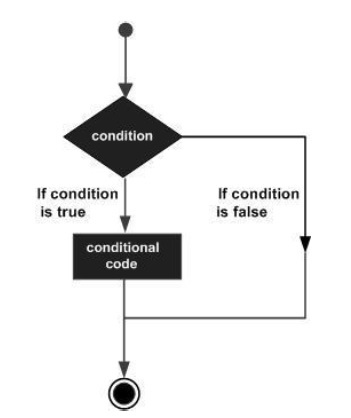 condition
If condition
is true
If condition
is false
conditional
code